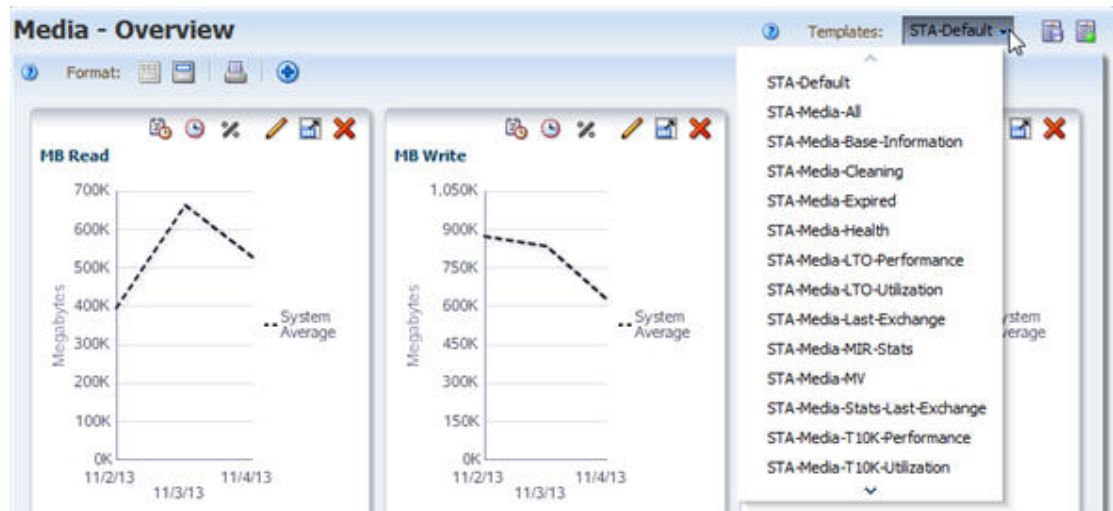 Media - Overview
Templates: STA-Default
Format:
MB Read
700K
600K
500K
400K
300K
200K
100K
0K
Megabytes
11/2/13
11/3/13
11/4/13
System
Average
MB Write
1,050K
900K
750K
600K
450K
300K
150K
0K
Megabytes
11/2/13
11/3/13
11/4/13
System
Average
STA-Default
STA-Media-All
STA-Media-Base-Information
STA-Media-Cleaning
STA-Media-Expired
STA-Media-Health
STA-Media-LTO-Performance
STA-Media-LTO-Utilization
STA-Media-Last-Exchange
STA-Media-MIR-Stats
STA-Media-MV
STA-Media-Stats-Last-Exchange
STA-Media-T10K-Performance
STA-Media-T10K-Utilization
ystem
verage